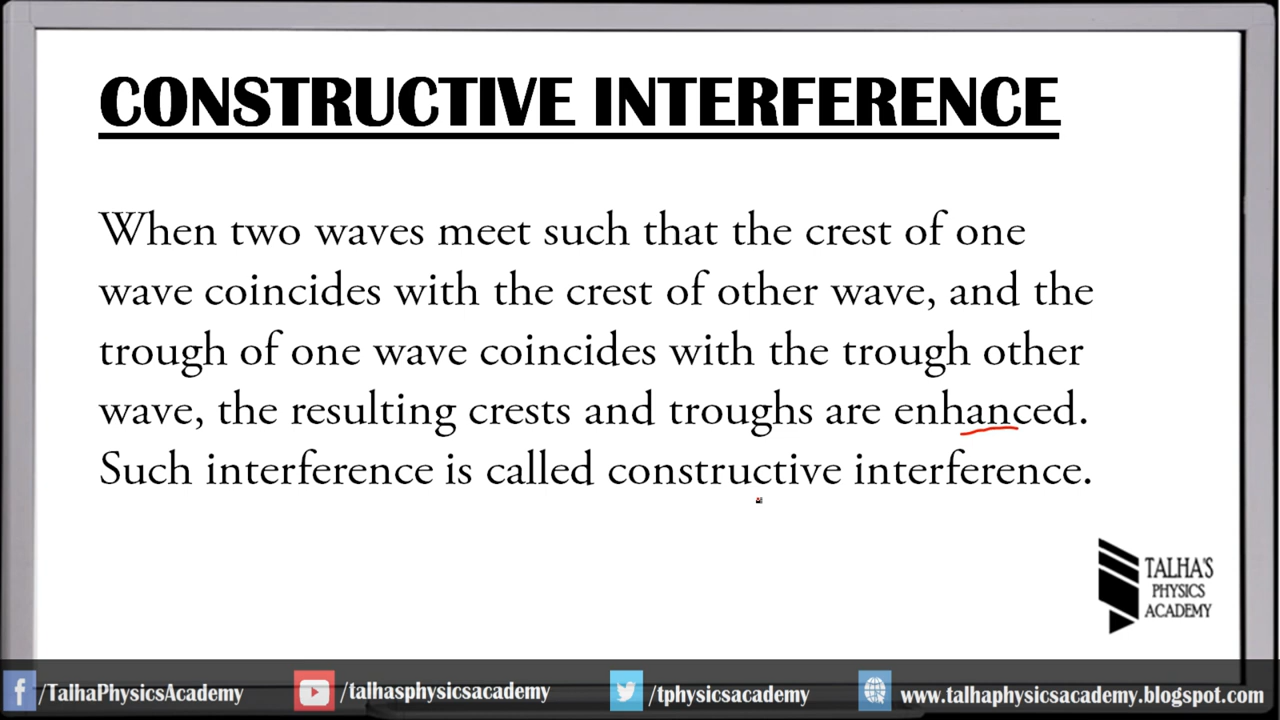 CONSTRUCTIVE INTERFERENCE
When two waves meet such that the crest of one
wave coincides with the crest of other wave, and the
trough of one wave coincides with the trough other
wave, the resulting crests and troughs are enhanced.
Such interference is called constructive interference.
TALHA'S
PHYSICS
ACADEMY
/TalhaPhysicsAcademy /talhasphysicsacademy /tphysicsacademy www.talhaphysicsacademy.blogspot.com